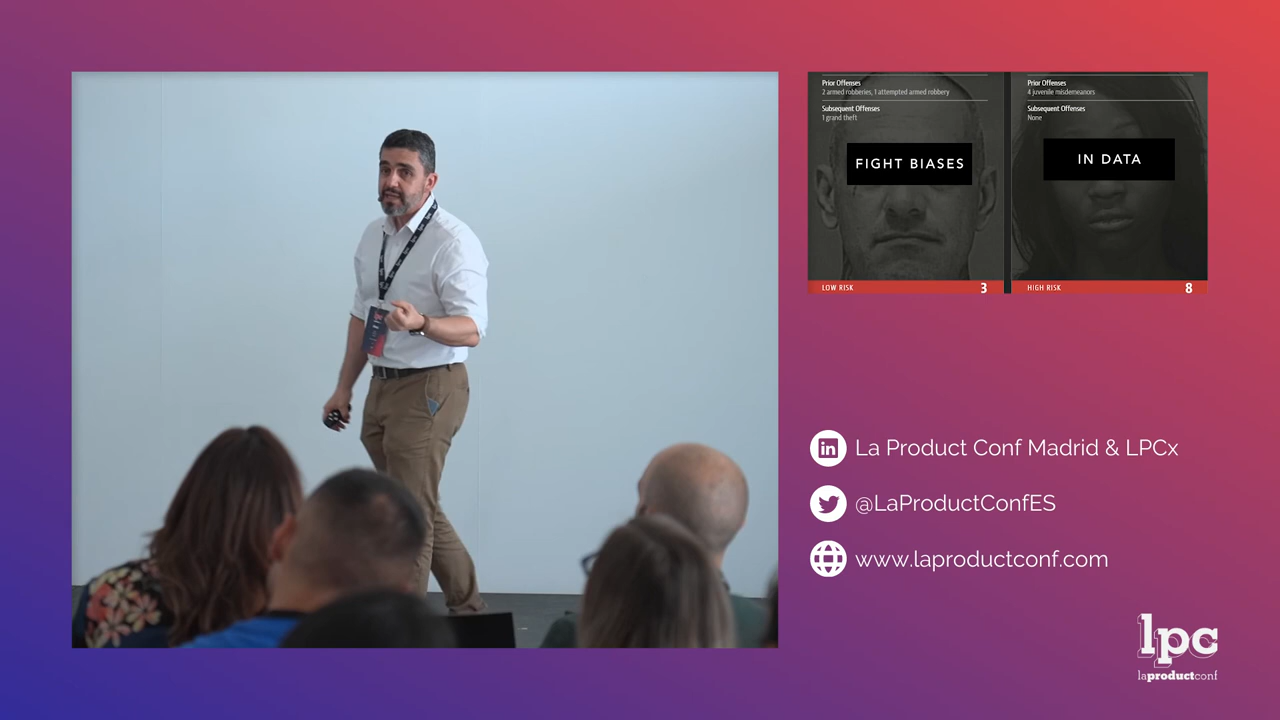 Prior Offenses
2 armed robberies, 1 attempted armed robbery
Subsequent Offenses
1 grand theft
FIGHT BIASES
LOW RISK 3
Prior Offenses
4 juvenile misdemeanors
Subsequent Offenses
None
IN DATA
HIGH RISK 8
in La Product Conf Madrid & LPCx
@LaProductConfES
www.laproductconf.com
lpc
laproductconf